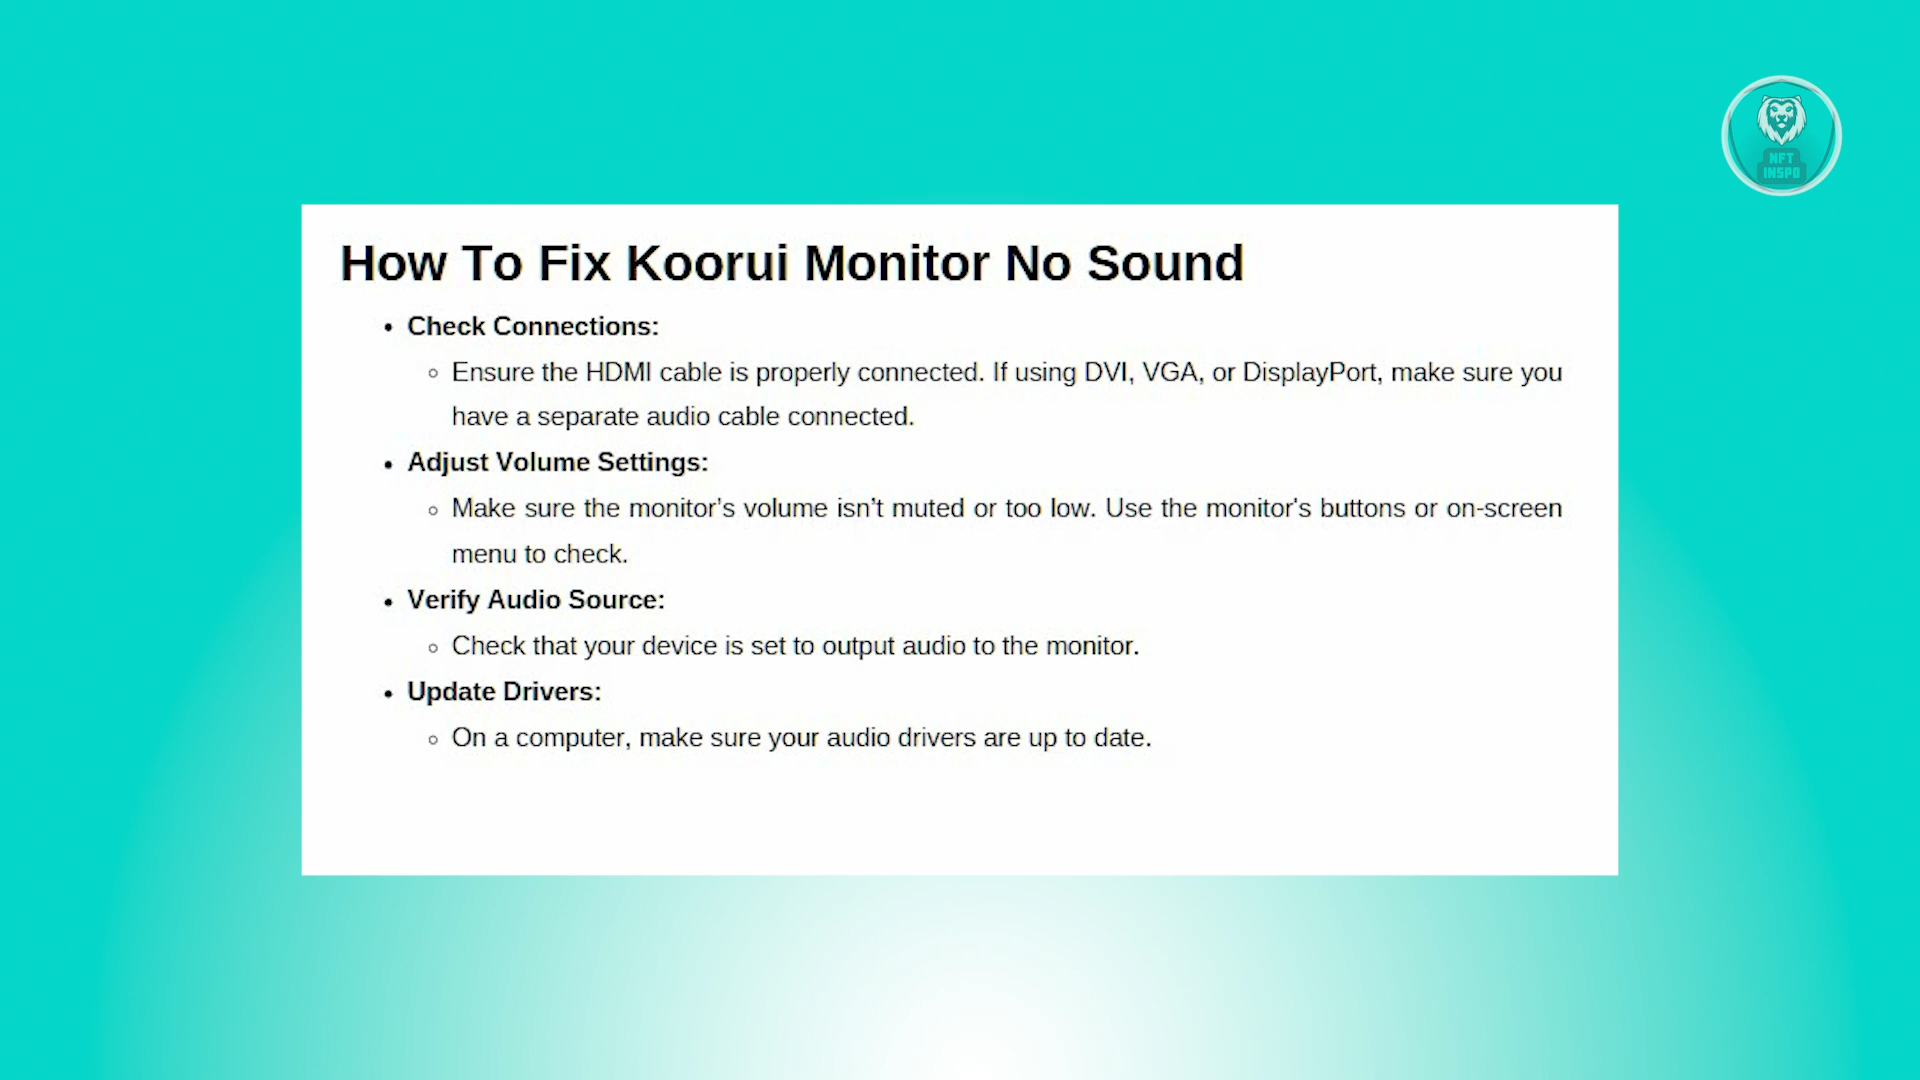 NFT
INSPO
How To Fix Koorui Monitor No Sound
• Check Connections:
◦ Ensure the HDMI cable is properly connected. If using DVI, VGA, or DisplayPort, make sure you
have a separate audio cable connected.
• Adjust Volume Settings:
◦ Make sure the monitor’s volume isn’t muted or too low. Use the monitor's buttons or on-screen
menu to check.
• Verify Audio Source:
◦ Check that your device is set to output audio to the monitor.
• Update Drivers:
◦ On a computer, make sure your audio drivers are up to date.